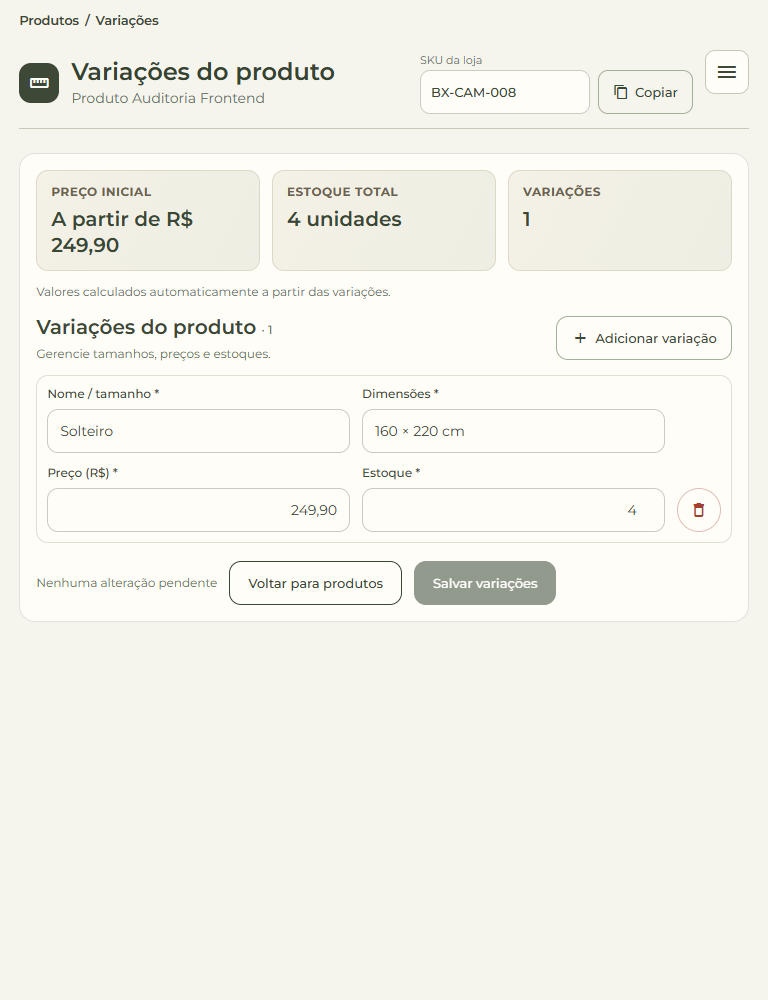 Produtos / Variações
Variações do produto
Produto Auditoria Frontend
SKU da loja
BX-CAM-008
Copiar
PREÇO INICIAL
A partir de R$
249,90
ESTOQUE TOTAL
4 unidades
VARIAÇÕES
1
Valores calculados automaticamente a partir das variações.
Variações do produto · 1
Gerencie tamanhos, preços e estoques.
Adicionar variação
Nome / tamanho *
Dimensões *
Solteiro
160 × 220 cm
Preço (R$) *
Estoque *
249,90
4
Nenhuma alteração pendente
Voltar para produtos
Salvar variações